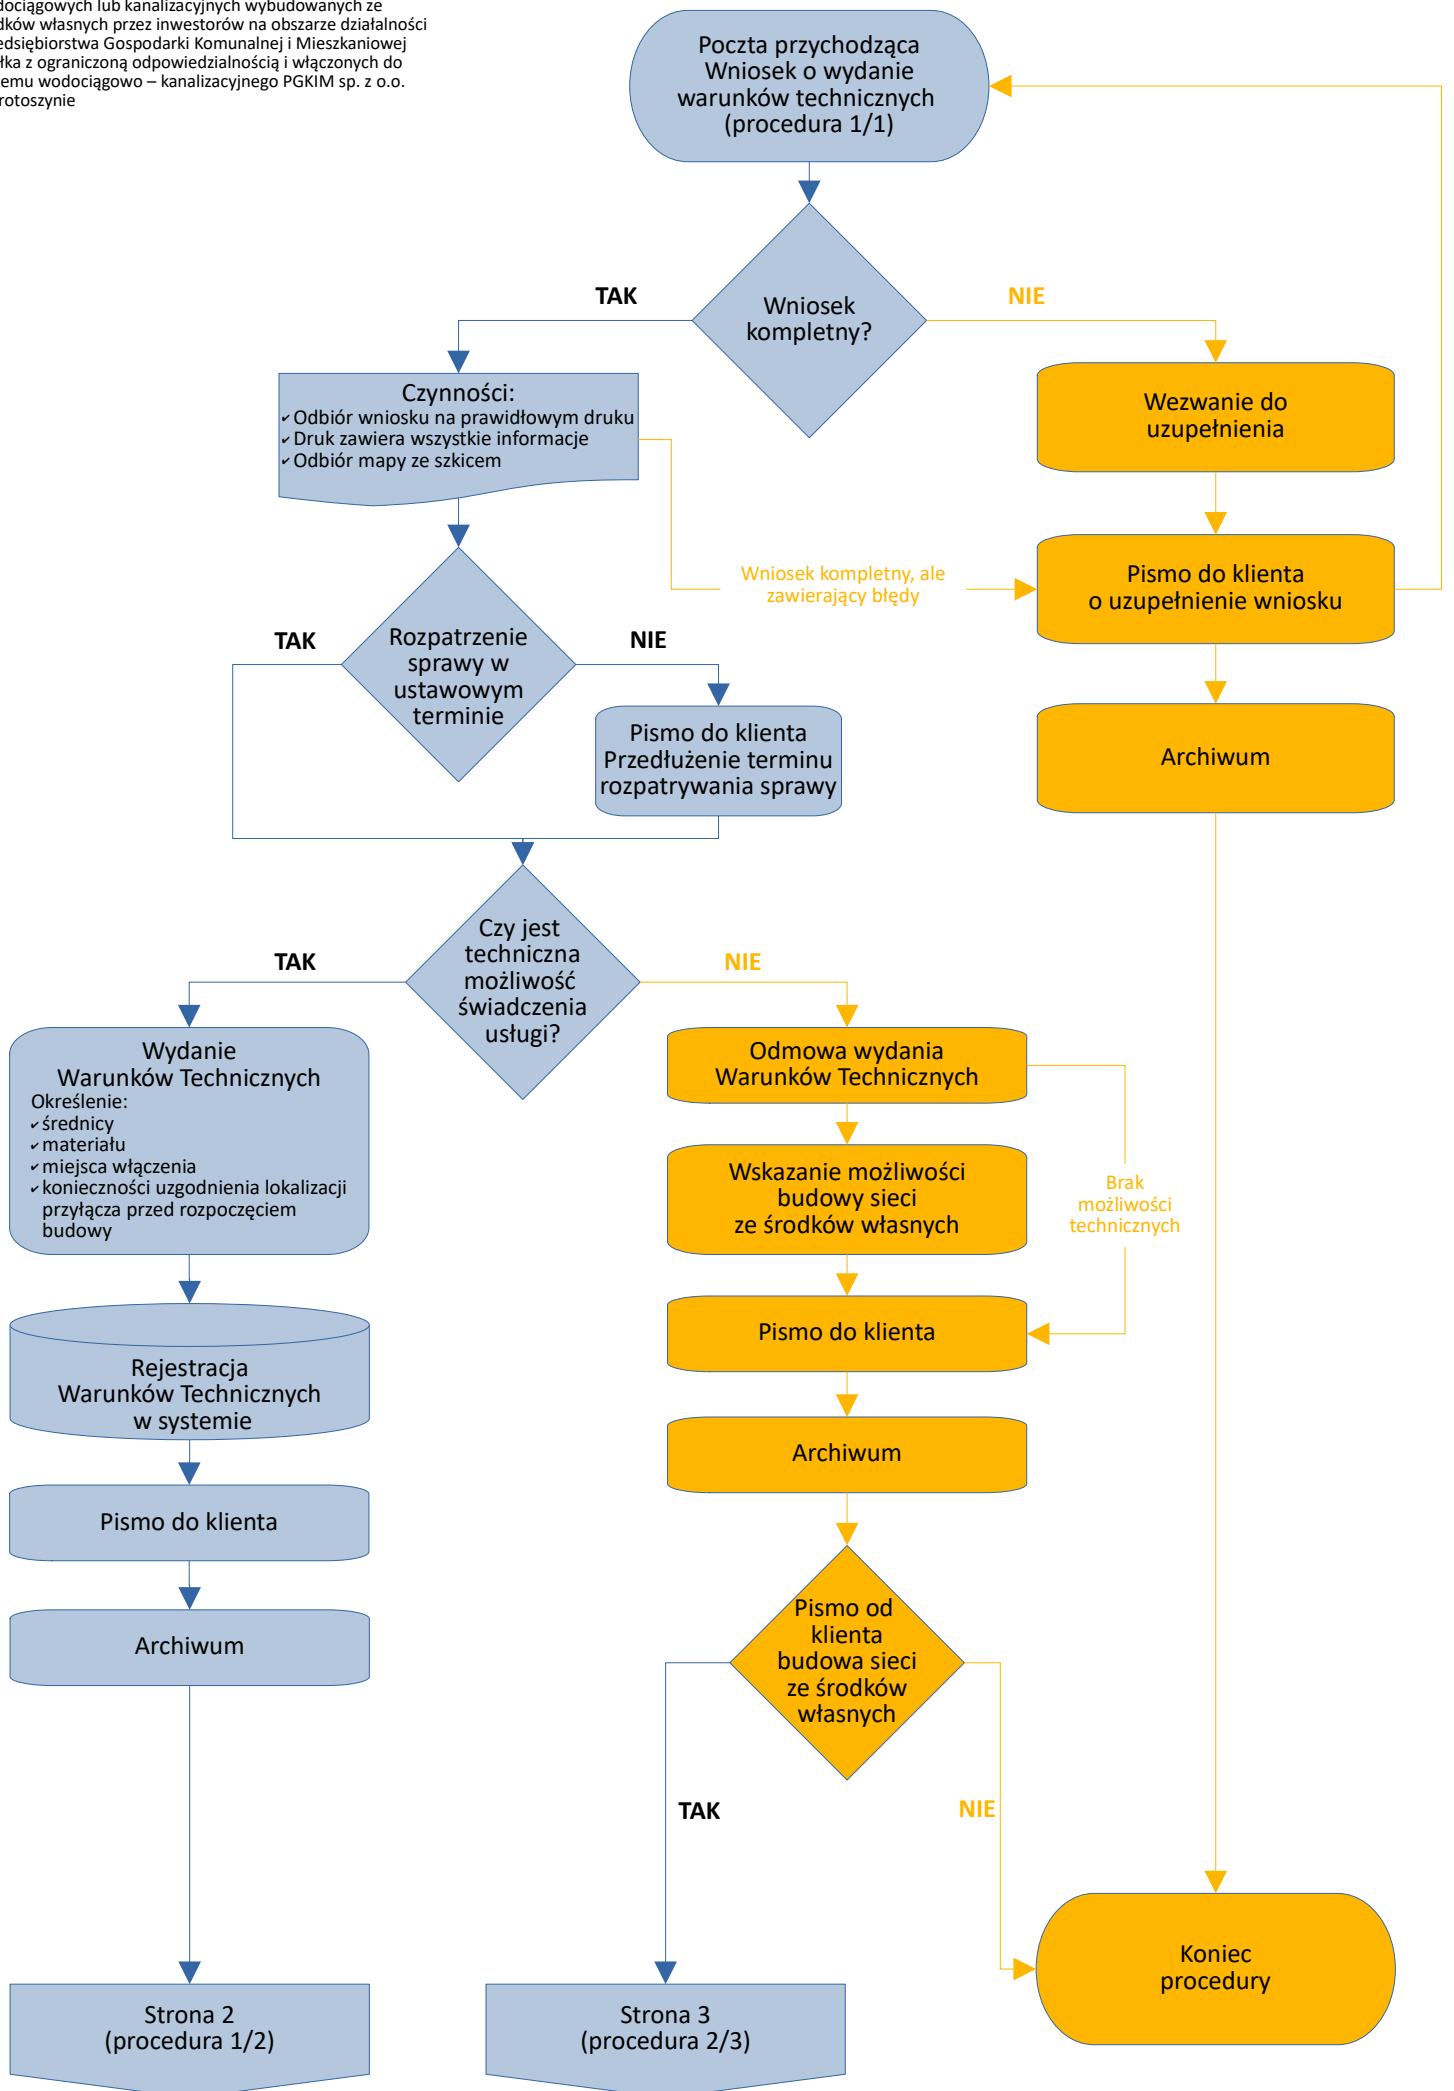 dociągowych lub kanalizacyjnych wybudowanych ze
dków własnych przez inwestorów na obszarze działalności
edsiębiorstwa Gospodarki Komunalnej i Mieszkaniowej
łka z ograniczoną odpowiedzialnością i włączonych do
emu wodociągowo – kanalizacyjnego PGKIM sp. z o.o.
rotoszynie
Poczta przychodząca
Wniosek o wydanie
warunków technicznych
(procedura 1/1)
TAK
Wniosek
kompletny?
NIE
Czynności:
✓ Odbiór wniosku na prawidłowym druku
✓ Druk zawiera wszystkie informacje
✓ Odbiór mapy ze szkicem
Wezwanie do
uzupełnienia
Wniosek kompletny, ale
zawierający błędy
Pismo do klienta
o uzupełnienie wniosku
TAK
Rozpatrzenie
sprawy w
ustawowym
terminie
NIE
Pismo do klienta
Przedłużenie terminu
rozpatrywania sprawy
Archiwum
TAK
Czy jest
techniczna
możliwość
świadczenia
usługi?
NIE
Wydanie
Warunków Technicznych
Określenie:
✓ średnicy
✓ materiału
✓ miejsca włączenia
✓ konieczności uzgodnienia lokalizacji
przyłącza przed rozpoczęciem
budowy
Odmowa wydania
Warunków Technicznych
Wskazanie możliwości
budowy sieci
ze środków własnych
Brak
możliwości
technicznych
Rejestracja
Warunków Technicznych
w systemie
Pismo do klienta
Archiwum
Pismo do klienta
Archiwum
Pismo od
klienta
budowa sieci
ze środków
własnych
TAK
NIE
Koniec
procedury
Strona 2
(procedura 1/2)
Strona 3
(procedura 2/3)